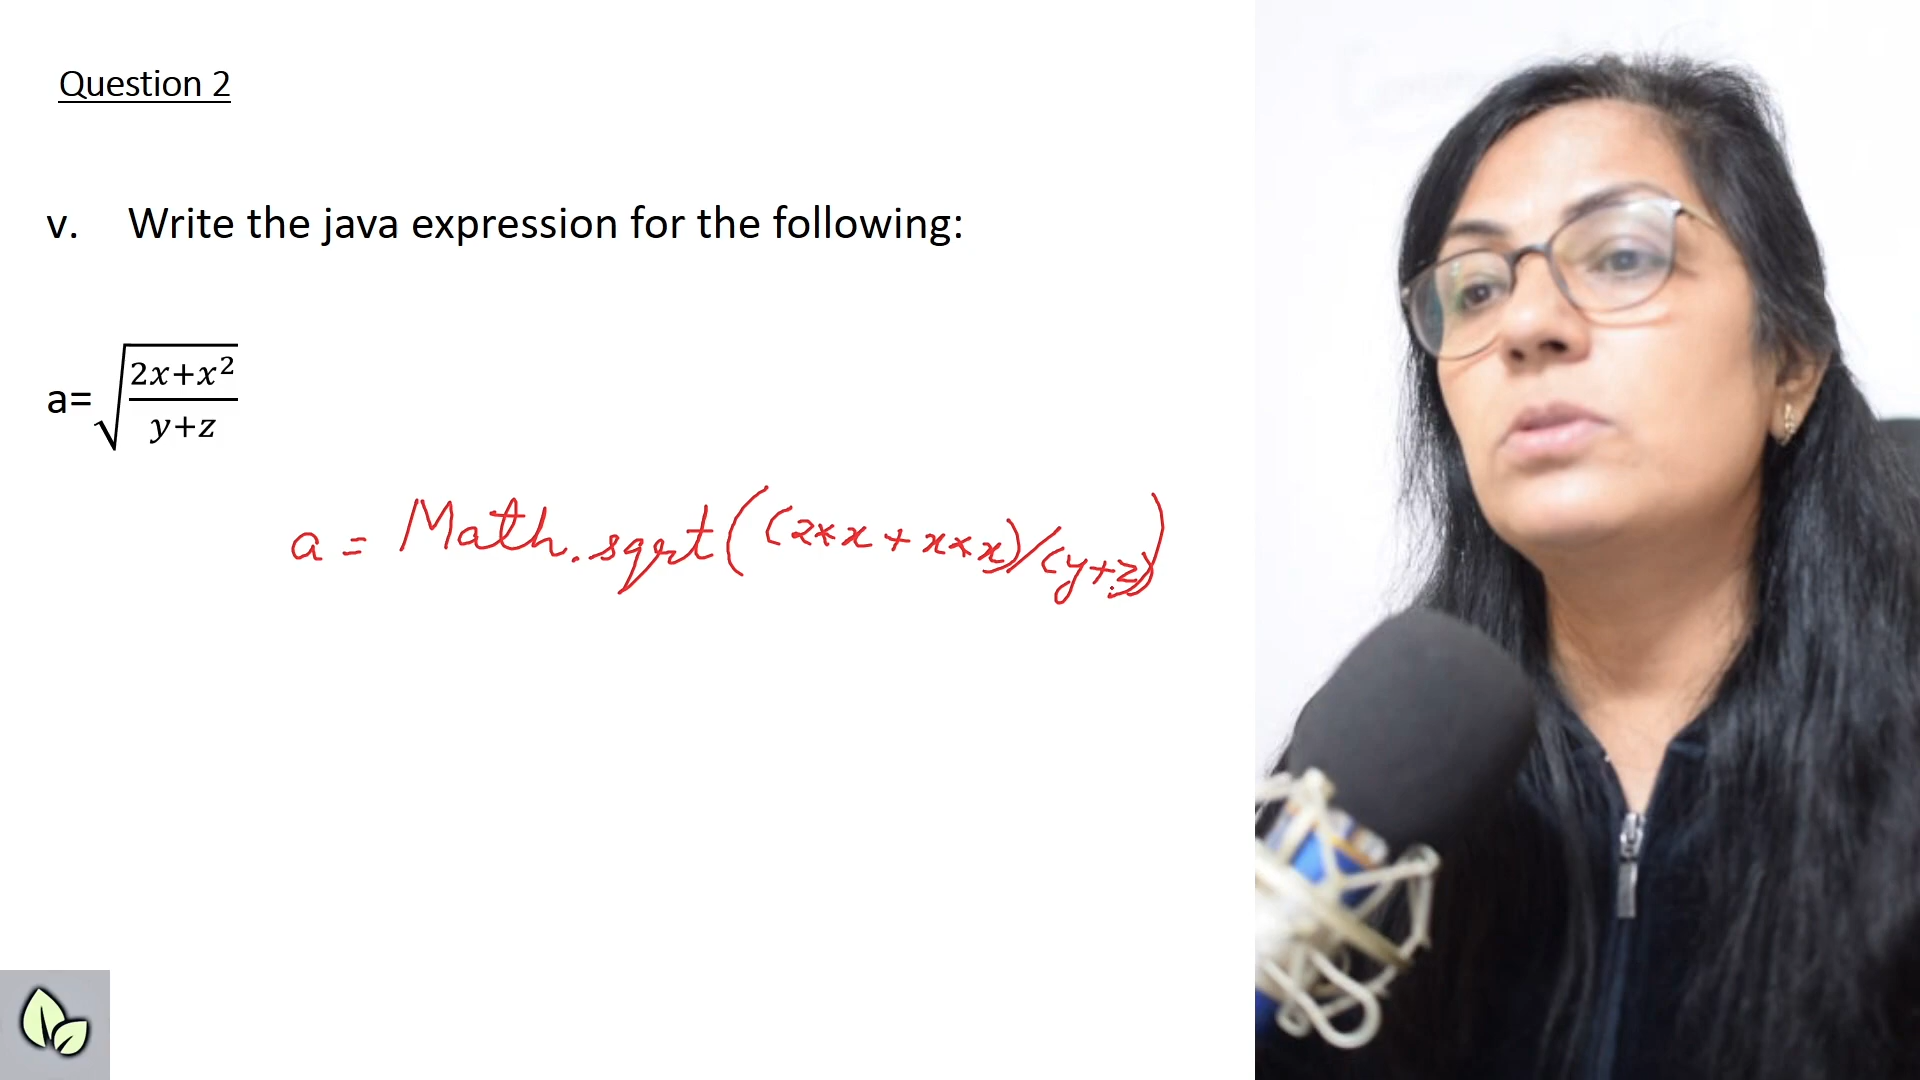 Question 2
v. Write the java expression for the following:
a=√((2x+x²)/(y+z))
a = Math.sqrt((2*x + x*x)/(y+z))